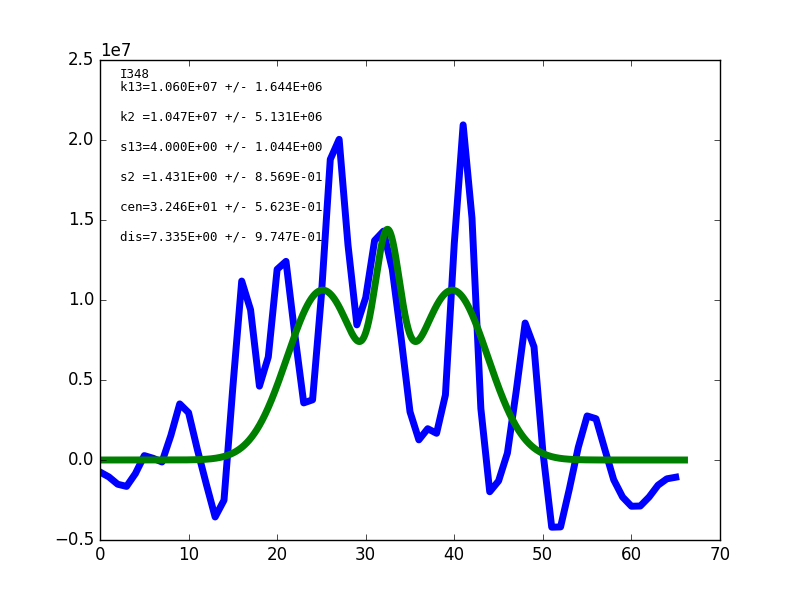 1e7
2.5
2.0
1.5
1.0
0.5
0.0
−0.5
I348
k13=1.060E+07 +/- 1.644E+06
k2 =1.047E+07 +/- 5.131E+06
s13=4.000E+00 +/- 1.044E+00
s2 =1.431E+00 +/- 8.569E-01
cen=3.246E+01 +/- 5.623E-01
dis=7.335E+00 +/- 9.747E-01
0 10 20 30 40 50 60 70